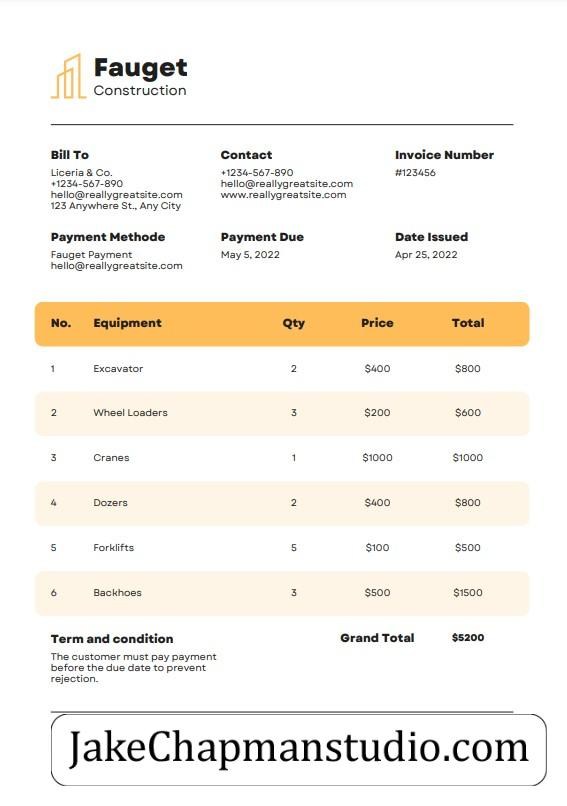 Fauget
Construction
Bill To
Liceria & Co.
+1234-567-890
hello@reallygreatsite.com
123 Anywhere St., Any City
Contact
+1234-567-890
hello@reallygreatsite.com
www.reallygreatsite.com
Invoice Number
#123456
Payment Methode
Fauget Payment
hello@reallygreatsite.com
Payment Due
May 5, 2022
Date Issued
Apr 25, 2022
No. Equipment Qty Price Total
1 Excavator 2 $400 $800
2 Wheel Loaders 3 $200 $600
3 Cranes 1 $1000 $1000
4 Dozers 2 $400 $800
5 Forklifts 5 $100 $500
6 Backhoes 3 $500 $1500
Grand Total $5200
Term and condition
The customer must pay payment
before the due date to prevent
rejection.
JakeChapmanstudio.com